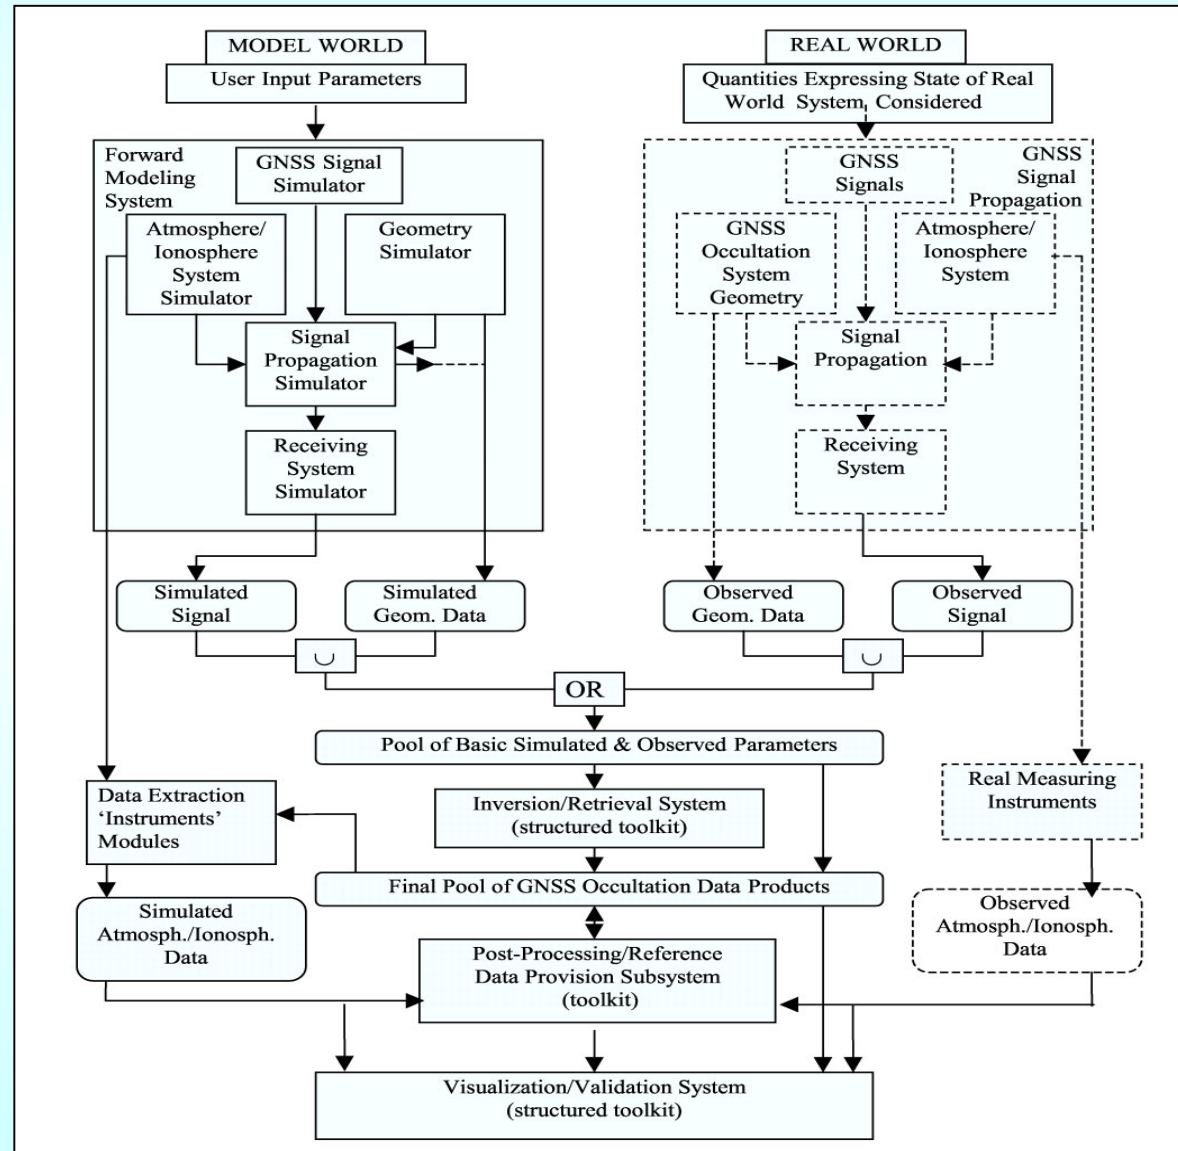 MODEL WORLD
User Input Parameters
Forward
Modeling
System
GNSS Signal
Simulator
Atmosphere/
Ionosphere
System
Simulator
Geometry
Simulator
Signal
Propagation
Simulator
Receiving
System
Simulator
Simulated
Signal
Simulated
Geom. Data
∪
REAL WORLD
Quantities Expressing State of Real
World System Considered
GNSS
Signals
GNSS
Signal
Propagation
GNSS
Occultation
System
Geometry
Atmosphere/
Ionosphere
System
Signal
Propagation
Receiving
System
Observed
Geom. Data
Observed
Signal
∪
OR
Pool of Basic Simulated & Observed Parameters
Inversion/Retrieval System
(structured toolkit)
Final Pool of GNSS Occultation Data Products
Data Extraction
‘Instruments’
Modules
Simulated
Atmosph./Ionosph.
Data
Real Measuring
Instruments
Observed
Atmosph./Ionosph.
Data
Post-Processing/Reference
Data Provision Subsystem
(toolkit)
Visualization/Validation System
(structured toolkit)